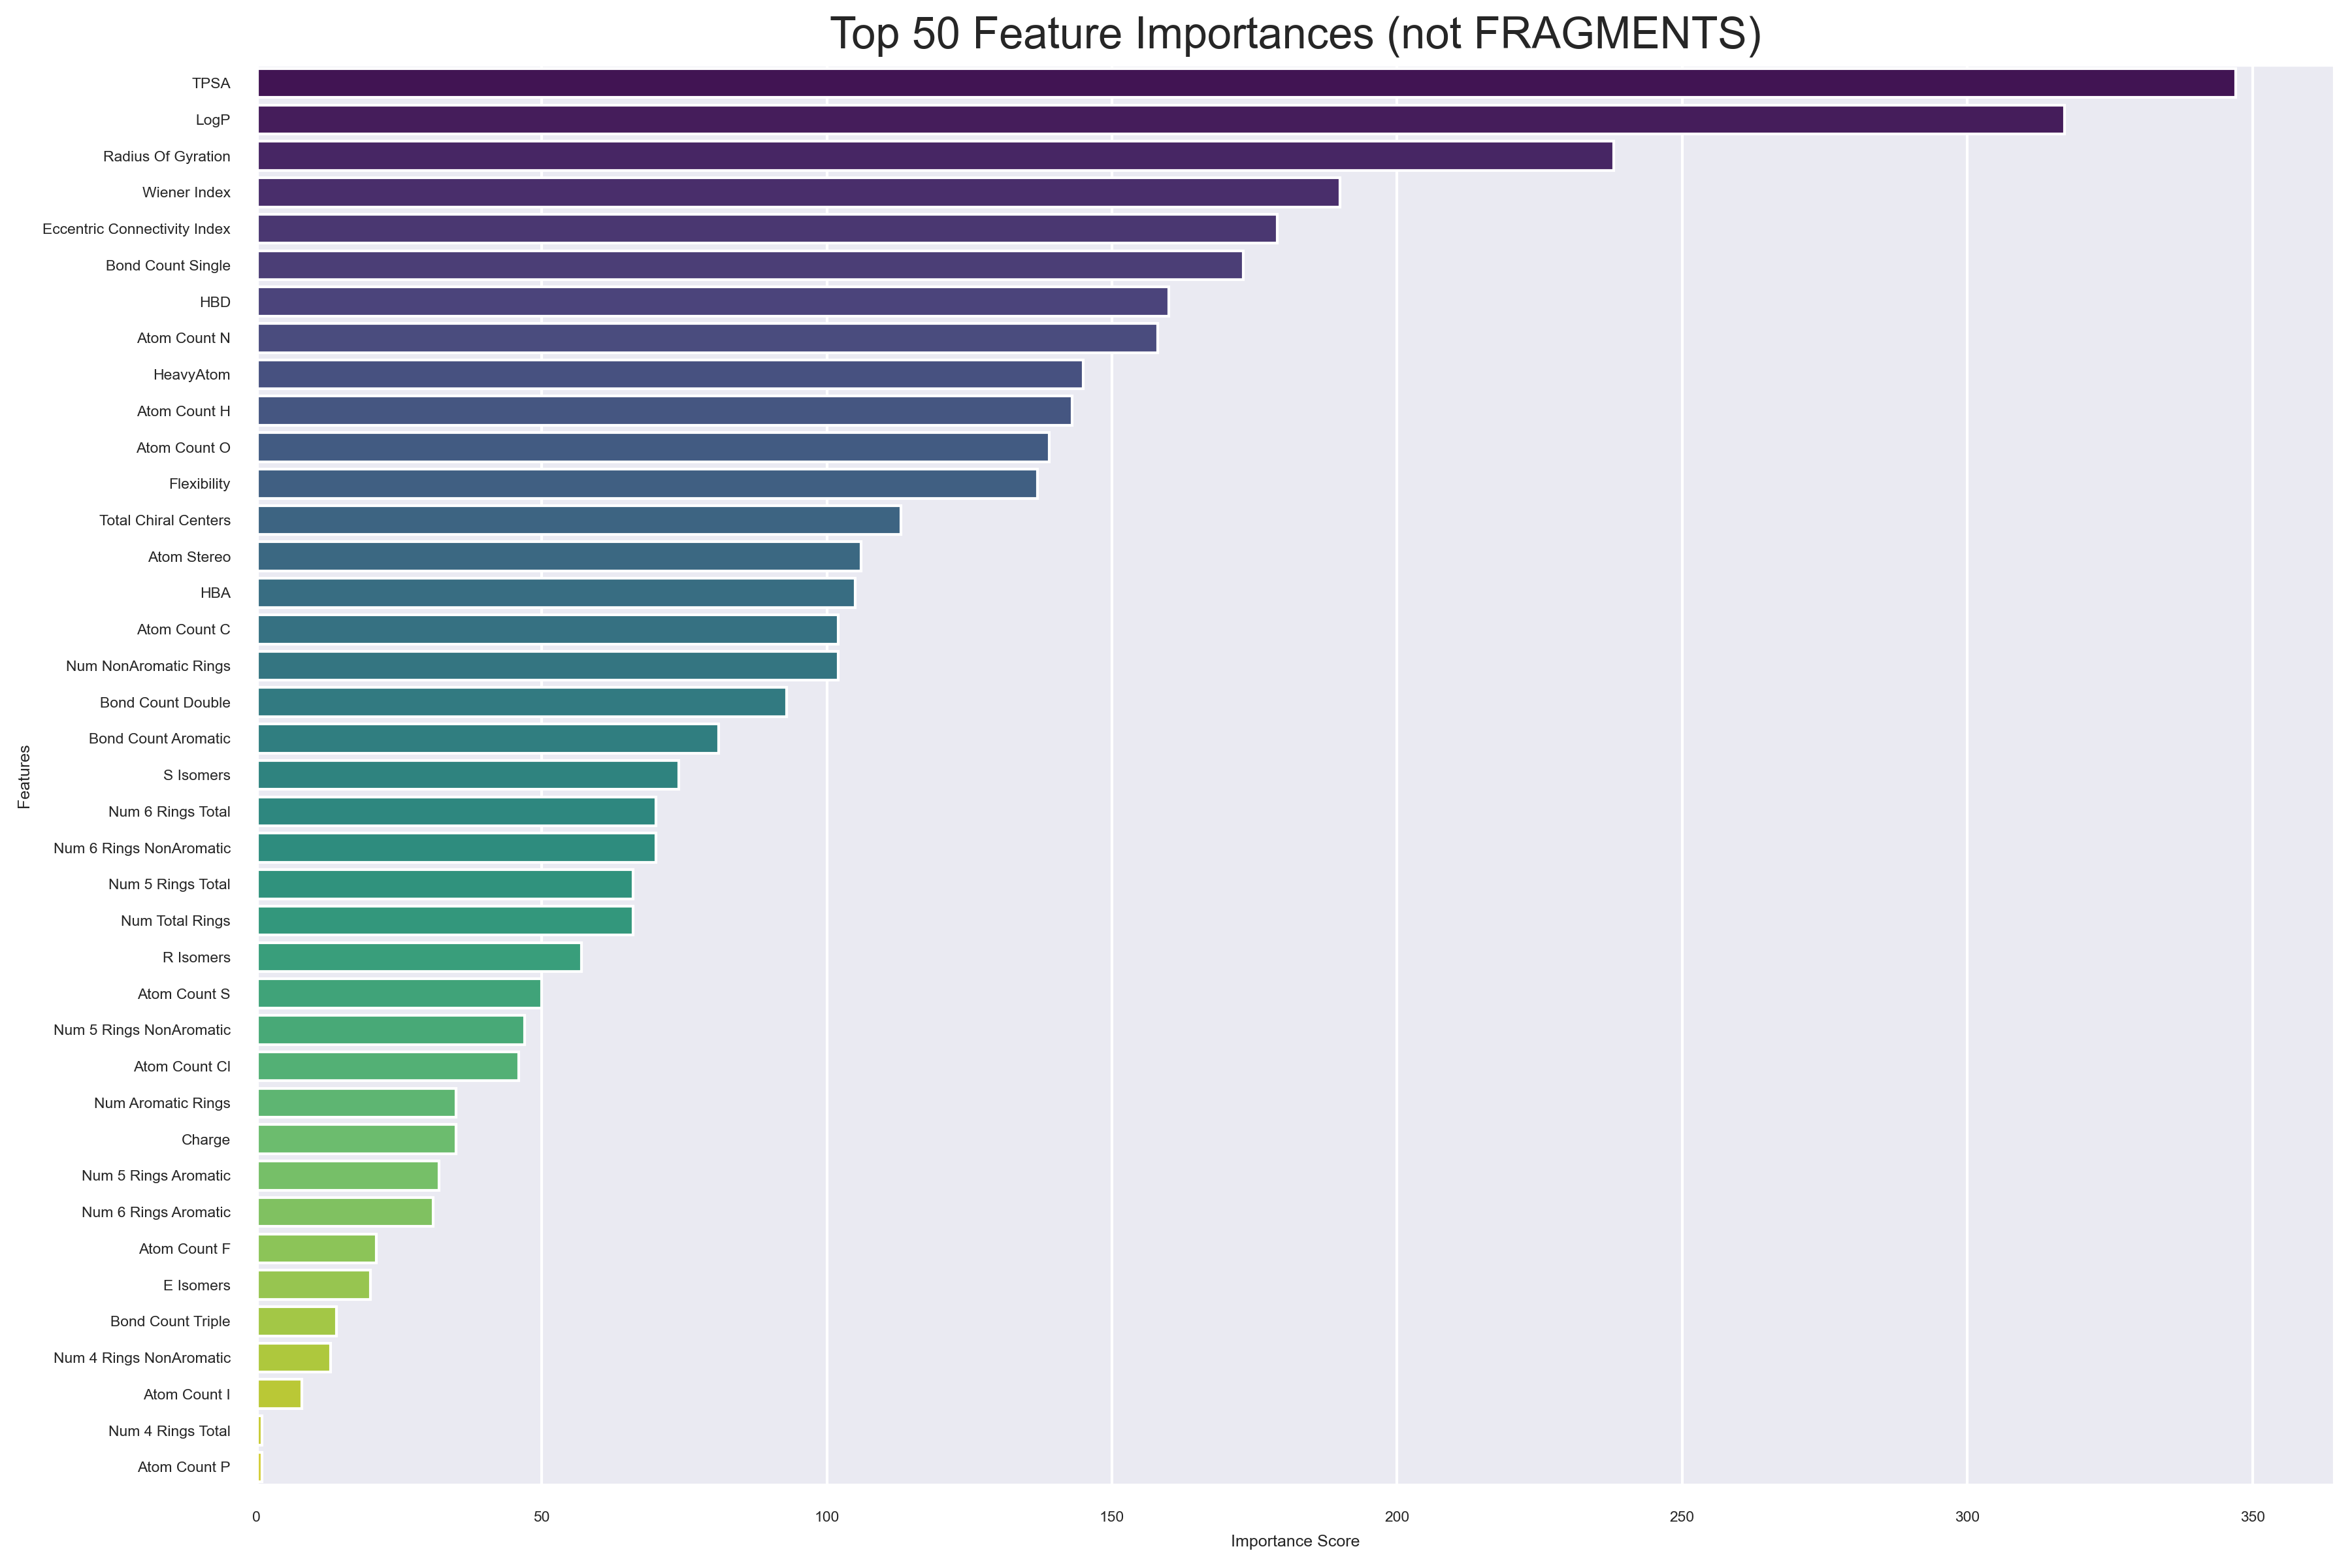 Top 50 Feature Importances (not FRAGMENTS)
TPSA
LogP
Radius Of Gyration
Wiener Index
Eccentric Connectivity Index
Bond Count Single
HBD
Atom Count N
HeavyAtom
Atom Count H
Atom Count O
Flexibility
Total Chiral Centers
Atom Stereo
HBA
Atom Count C
Num NonAromatic Rings
Bond Count Double
Bond Count Aromatic
S Isomers
Num 6 Rings Total
Num 6 Rings NonAromatic
Num 5 Rings Total
Num Total Rings
R Isomers
Atom Count S
Num 5 Rings NonAromatic
Atom Count Cl
Num Aromatic Rings
Charge
Num 5 Rings Aromatic
Num 6 Rings Aromatic
Atom Count F
E Isomers
Bond Count Triple
Num 4 Rings NonAromatic
Atom Count I
Num 4 Rings Total
Atom Count P
Features
0 50 100 150 200 250 300 350
Importance Score